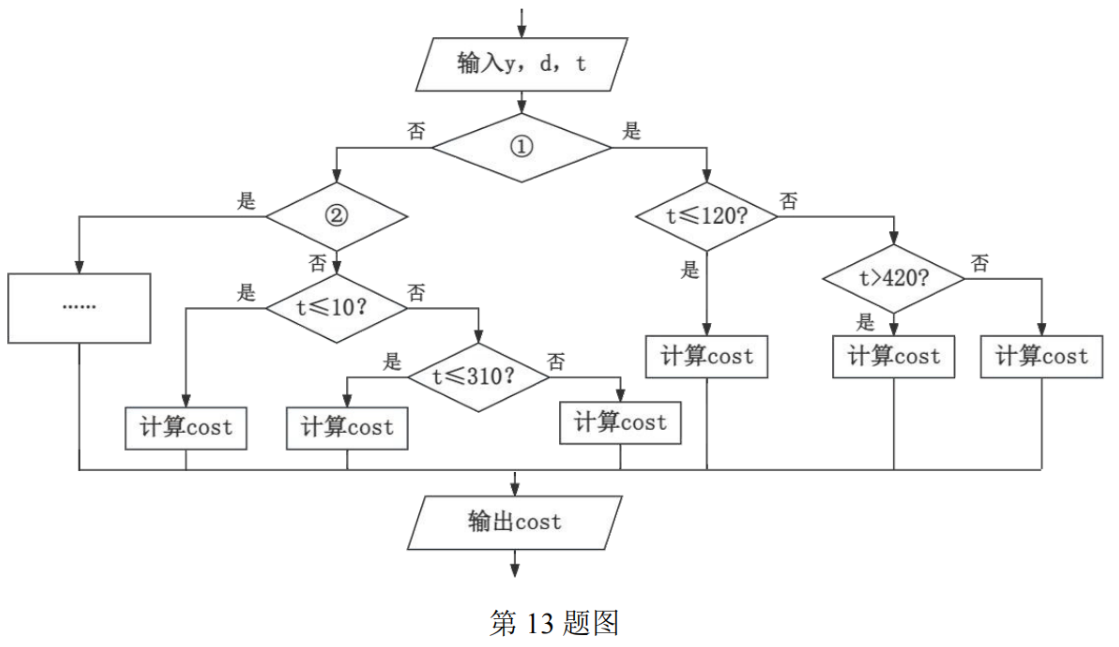 输入y，d，t
否
①
是
是
②
t≤120?
否
否
是
t>420?
否
……
是
t≤10?
否
是
计算cost
计算cost
计算cost
是
t≤310?
否
计算cost
计算cost
计算cost
输出cost
第 13 题图